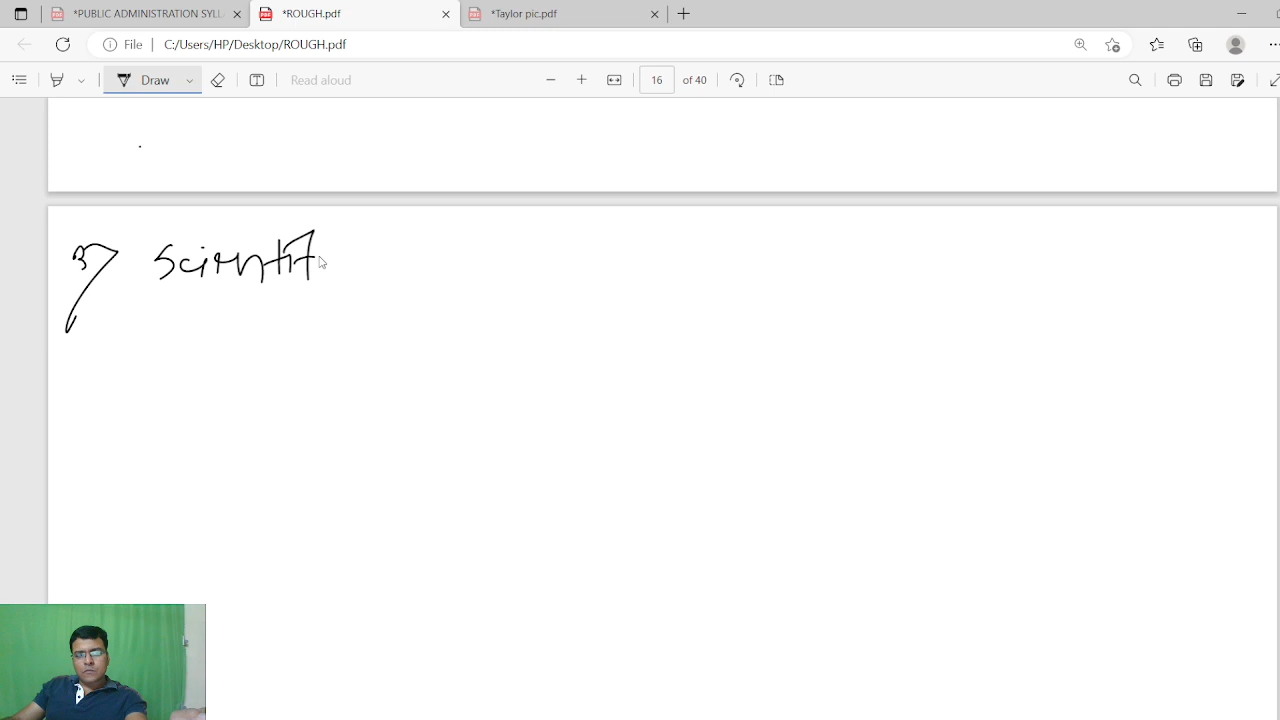 *PUBLIC ADMINISTRATION SYLL
*ROUGH.pdf
*Taylor pic.pdf
File
C:/Users/HP/Desktop/ROUGH.pdf
Draw
Read aloud
16 of 40
3) Scientif